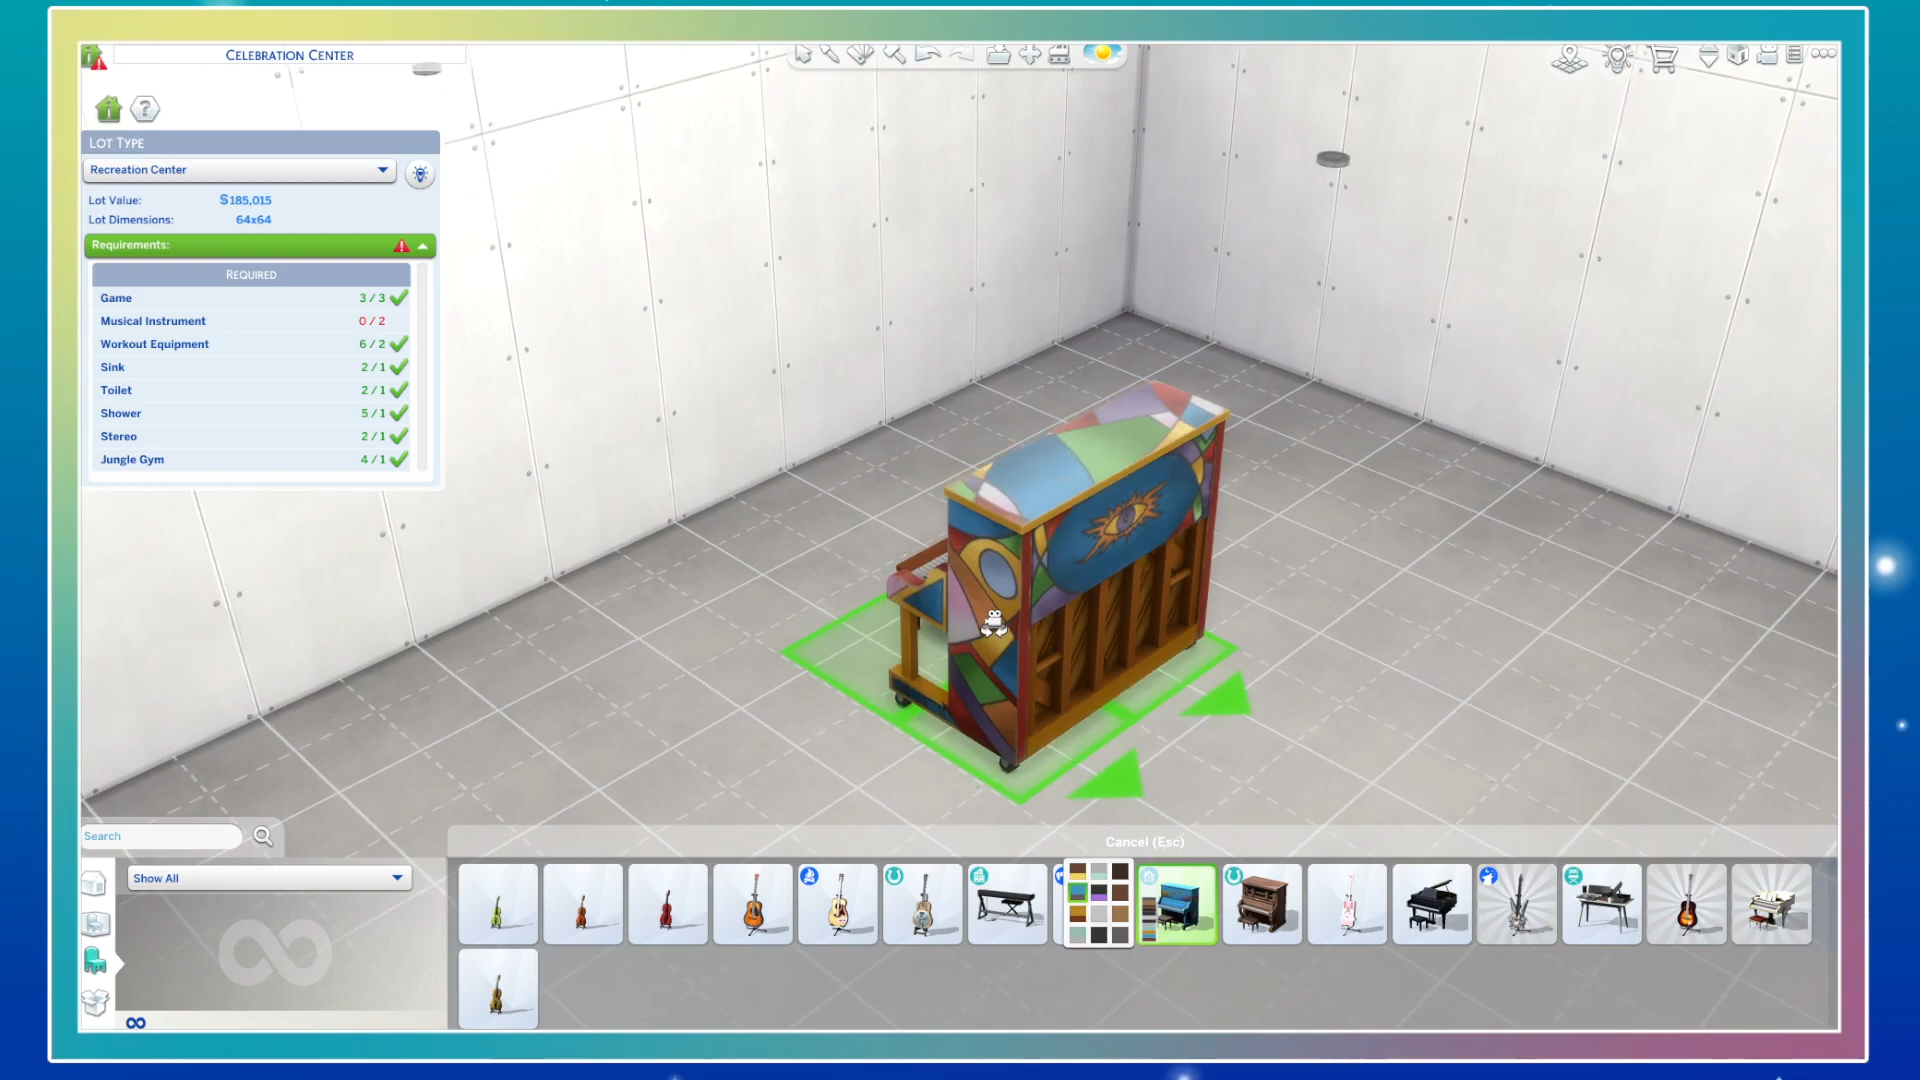 CELEBRATION CENTER
LOT TYPE
Recreation Center
Lot Value: $185,015
Lot Dimensions: 64x64
Requirements:
REQUIRED
Game 3 / 3
Musical Instrument 0 / 2
Workout Equipment 6 / 2
Sink 2 / 1
Toilet 2 / 1
Shower 5 / 1
Stereo 2 / 1
Jungle Gym 4 / 1
Search
Cancel (Esc)
Show All